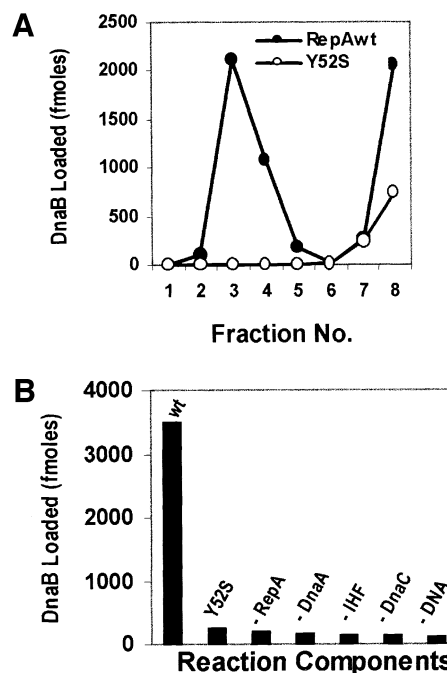 A
2500
2000
1500
1000
500
0
RepAwt
Y52S
DnaB Loaded (fmoles)
1 2 3 4 5 6 7 8
Fraction No.
B
4000
3000
2000
1000
0
DnaB Loaded (fmoles)
wt
Y52S
- RepA
- DnaA
- IHF
- DnaC
- DNA
Reaction Components